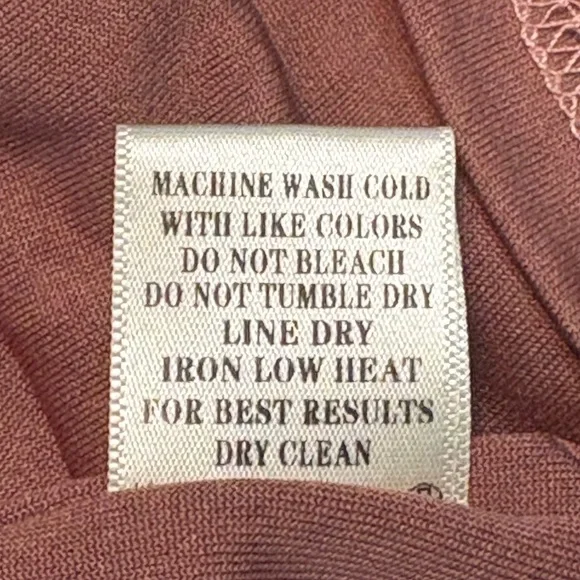 MACHINE WASH COLD
WITH LIKE COLORS
DO NOT BLEACH
DO NOT TUMBLE DRY
LINE DRY
IRON LOW HEAT
FOR BEST RESULTS
DRY CLEAN